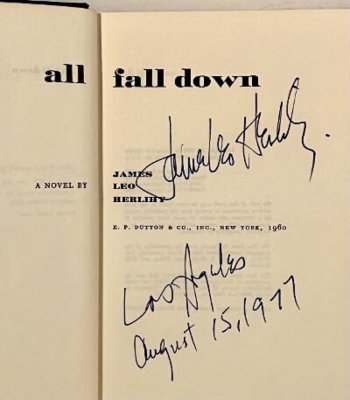 all fall down
James Leo Herlihy.
A NOVEL BY JAMES
LEO
HERLIHY
E. P. DUTTON & CO., INC., NEW YORK, 1960
Los Angeles
August 15, 1977